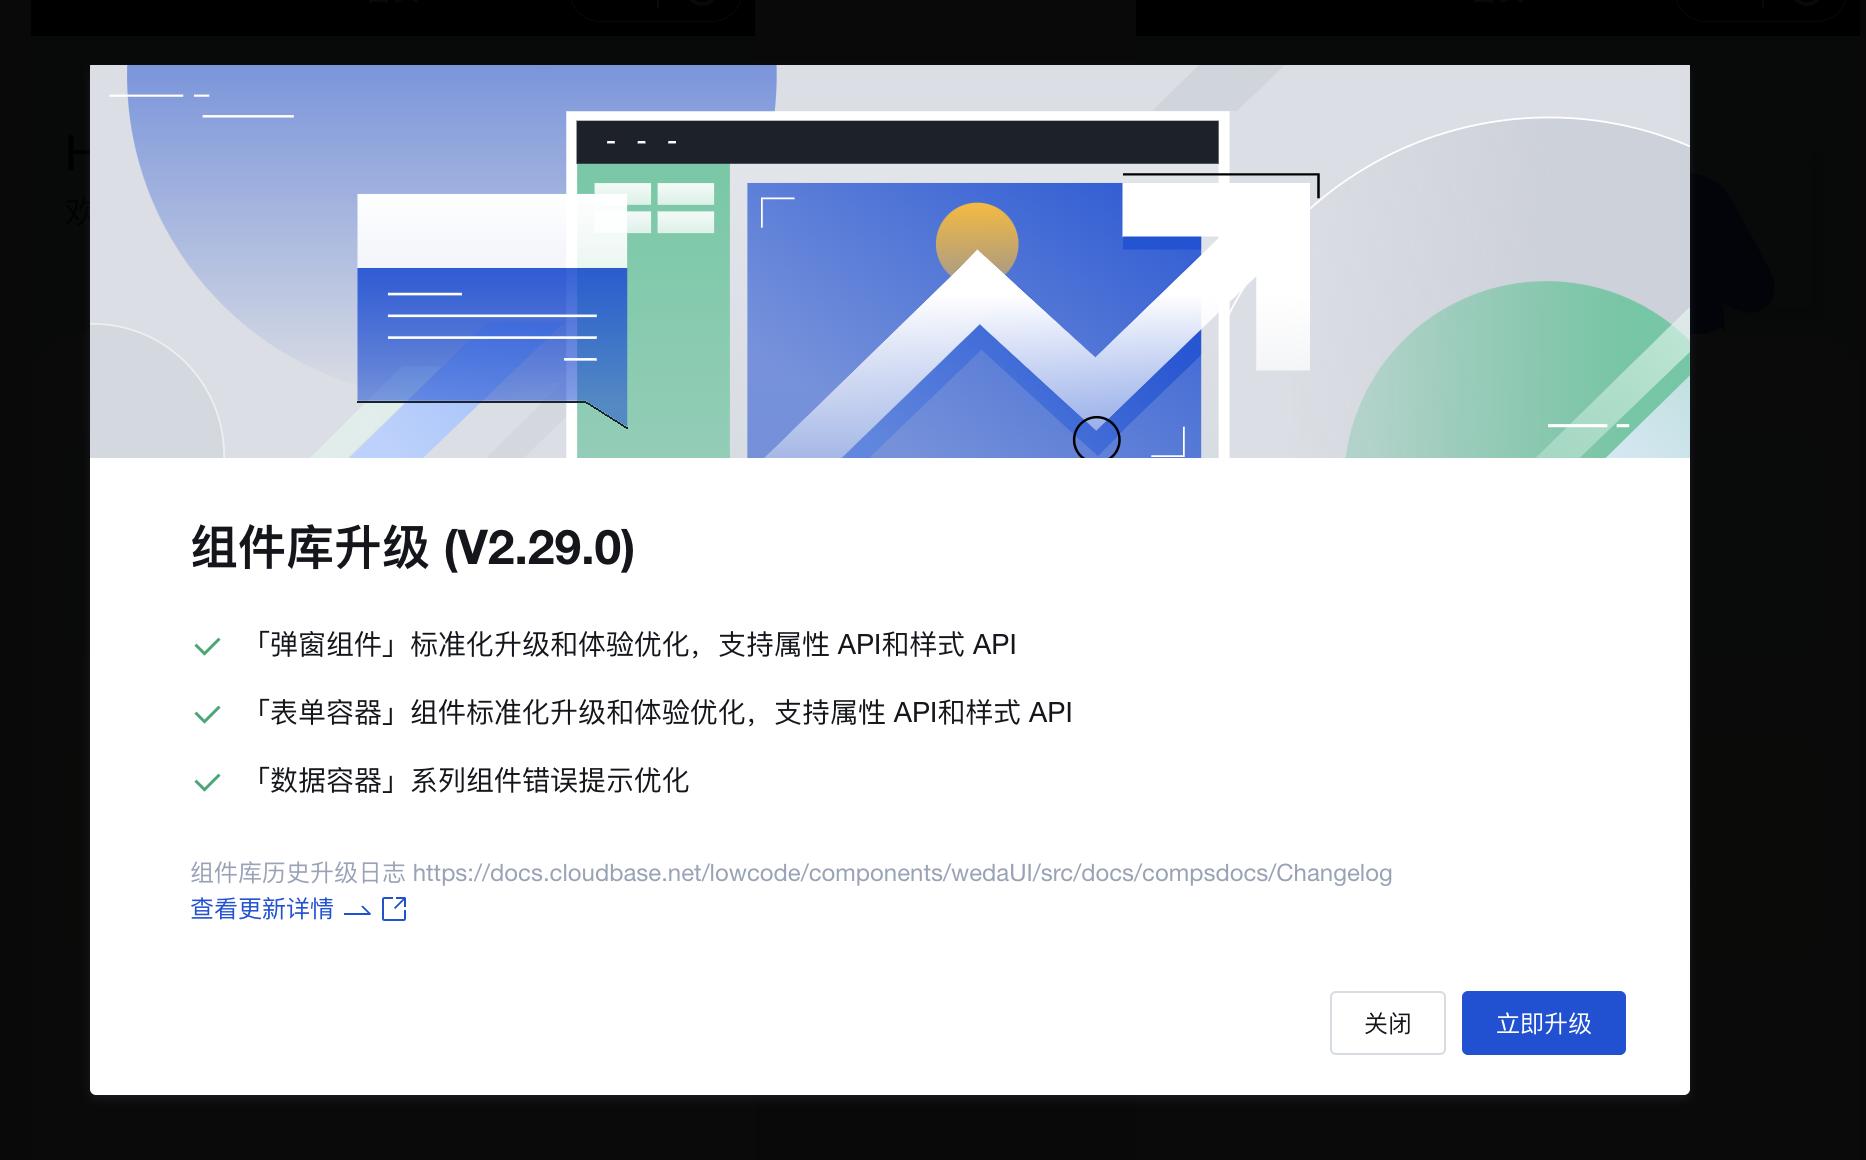 组件库升级 (V2.29.0)
「弹窗组件」标准化升级和体验优化，支持属性 API和样式 API
「表单容器」组件标准化升级和体验优化，支持属性 API和样式 API
「数据容器」系列组件错误提示优化
组件库历史升级日志 https://docs.cloudbase.net/lowcode/components/wedaUI/src/docs/compsdocs/Changelog
查看更新详情
关闭
立即升级